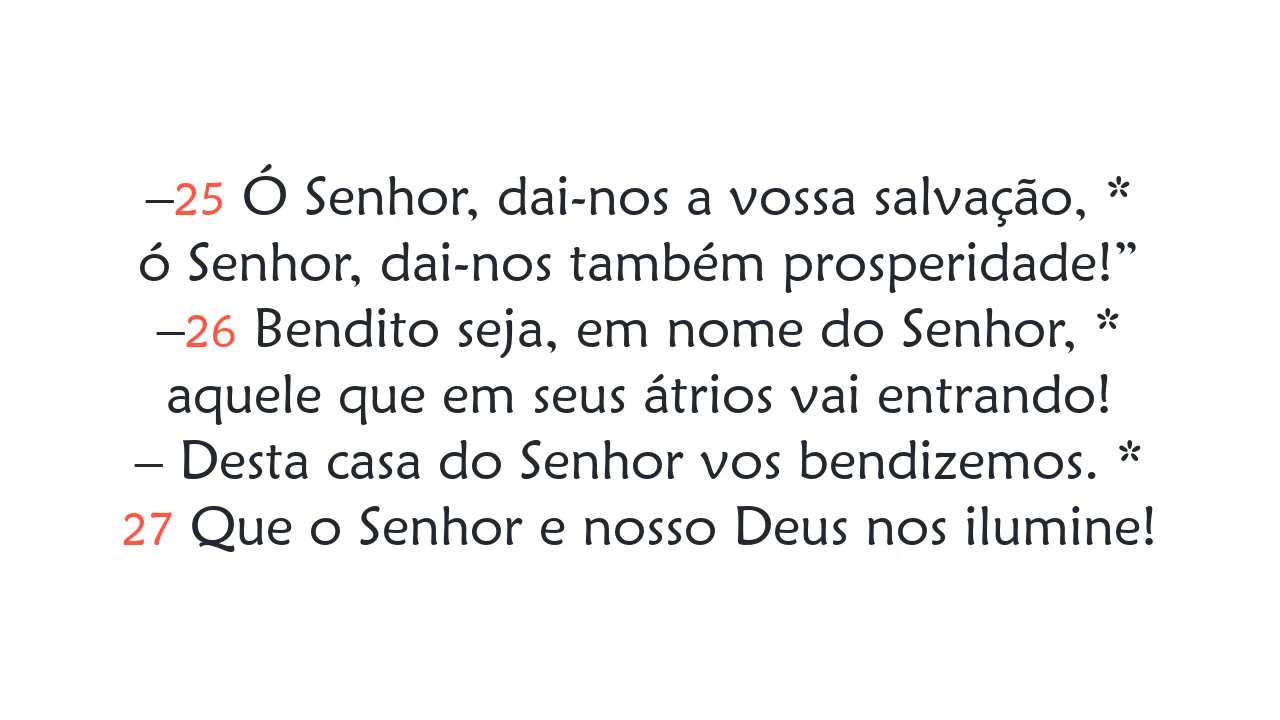 –25 Ó Senhor, dai-nos a vossa salvação, *
ó Senhor, dai-nos também prosperidade!”
–26 Bendito seja, em nome do Senhor, *
aquele que em seus átrios vai entrando!
– Desta casa do Senhor vos bendizemos. *
27 Que o Senhor e nosso Deus nos ilumine!